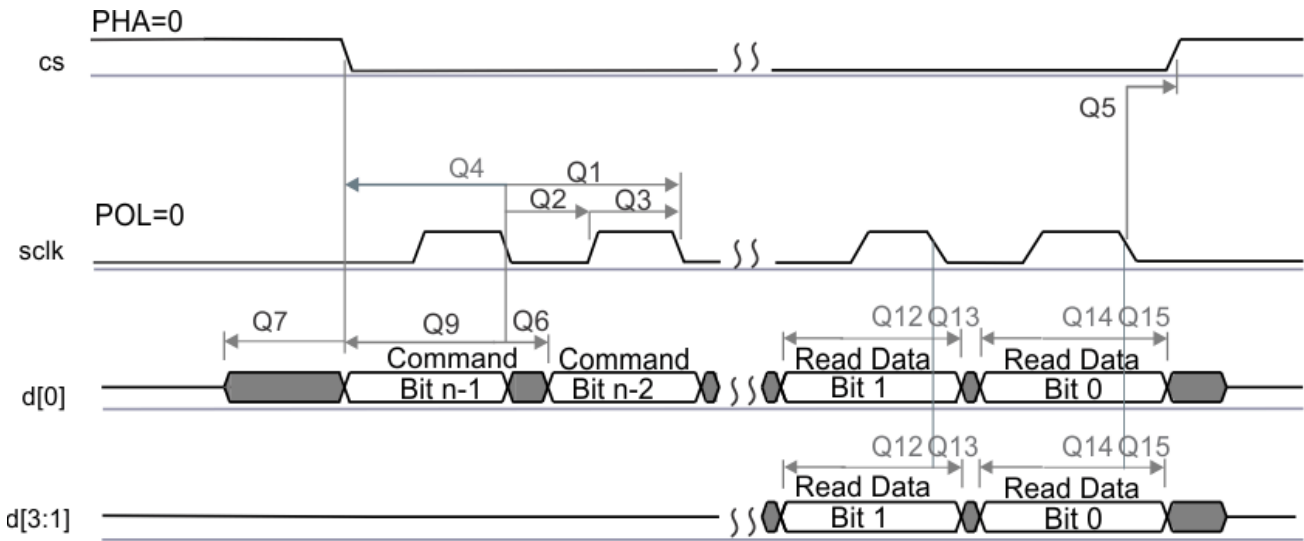 PHA=0
cs
Q5
Q4 Q1
Q2 Q3
POL=0
sclk
Q7 Q9 Q6 Q12 Q13 Q14 Q15
Command Command Read Data Read Data
d[0] Bit n-1 Bit n-2 Bit 1 Bit 0
Q12 Q13 Q14 Q15
Read Data Read Data
d[3:1] Bit 1 Bit 0